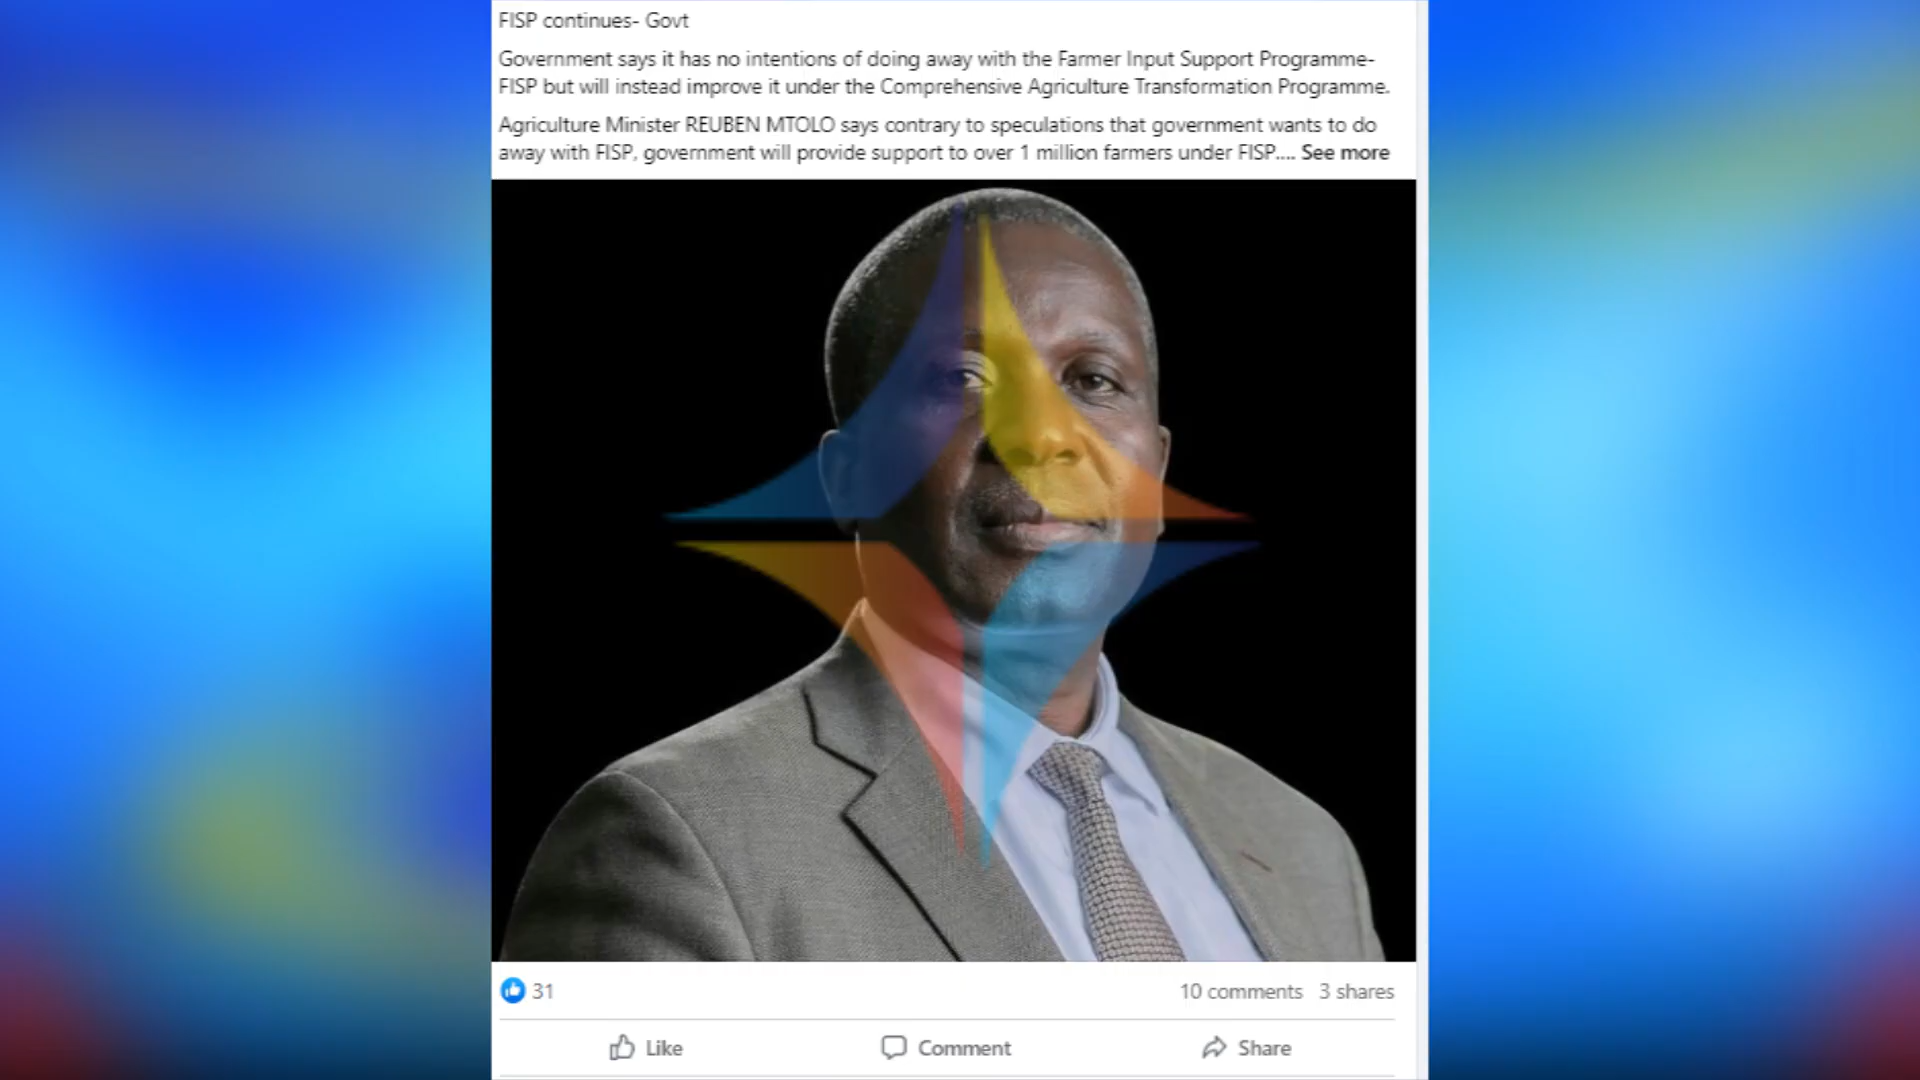 FISP continues- Govt
Government says it has no intentions of doing away with the Farmer Input Support Programme-
FISP but will instead improve it under the Comprehensive Agriculture Transformation Programme.
Agriculture Minister REUBEN MTOLO says contrary to speculations that government wants to do
away with FISP, government will provide support to over 1 million farmers under FISP.... See more
31
10 comments 3 shares
Like
Comment
Share